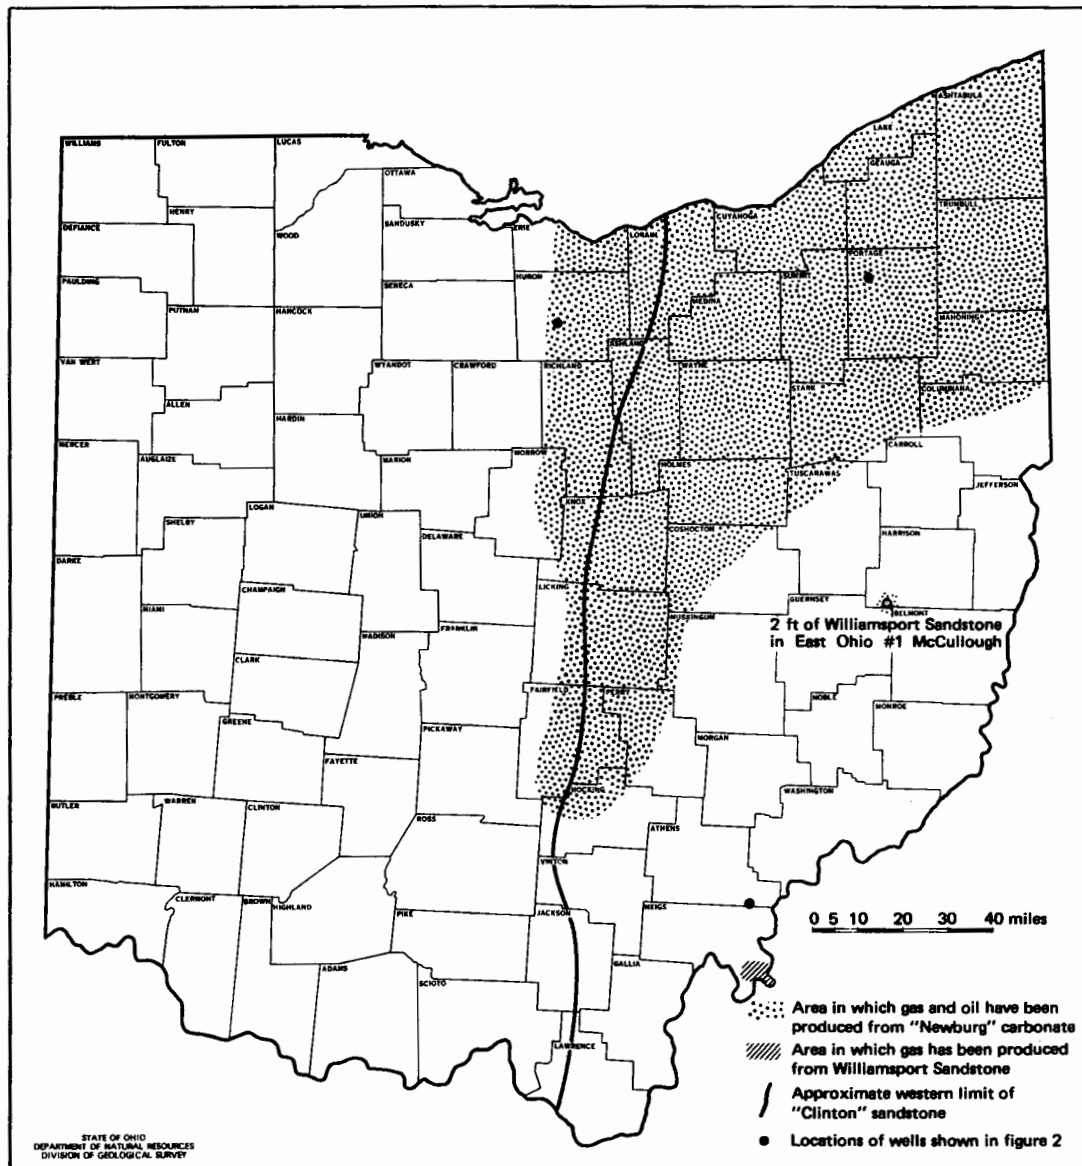 ASHTABULA
LAKE
GEAUGA
WILLIAMS
FULTON
LUCAS
OTTAWA
TRUMBULL
HENRY
CUYAHOGA
SANDUSKY
ERIE
DEFIANCE
WOOD
LORAIN
PORTAGE
SUMMIT
HURON
PAULDING
SENECA
MEDINA
PUTNAM
HANCOCK
MAHONING
ASHLAND
VAN WERT
WYANDOT
CRAWFORD
RICHLAND
WAYNE
STARK
COLUMBIANA
ALLEN
HARDIN
MERCER
AUGLAIZE
MARION
MORROW
HOLMES
TUSCARAWAS
CARROLL
JEFFERSON
LOGAN
UNION
KNOX
SHELBY
DELAWARE
COSHOCTON
HARRISON
DARKE
CHAMPAIGN
LICKING
MIAMI
GUERNSEY
BELMONT
MUSKINGUM
2 ft of Williamsport Sandstone
in East Ohio #1 McCullough
MADISON
FRANKLIN
CLARK
PREBLE
MONTGOMERY
FAIRFIELD
PERRY
NOBLE
MONROE
GREENE
PICKAWAY
MORGAN
FAYETTE
WASHINGTON
HOCKING
BUTLER
WARREN
CLINTON
ROSS
ATHENS
VINTON
HAMILTON
CLERMONT
BROWN
HIGHLAND
PIKE
JACKSON
MEIGS
0 5 10 20 30 40 miles
GALLIA
ADAMS
SCIOTO
LAWRENCE
Area in which gas and oil have been
produced from "Newburg" carbonate
Area in which gas has been produced
from Williamsport Sandstone
Approximate western limit of
"Clinton" sandstone
Locations of wells shown in figure 2
STATE OF OHIO
DEPARTMENT OF NATURAL RESOURCES
DIVISION OF GEOLOGICAL SURVEY